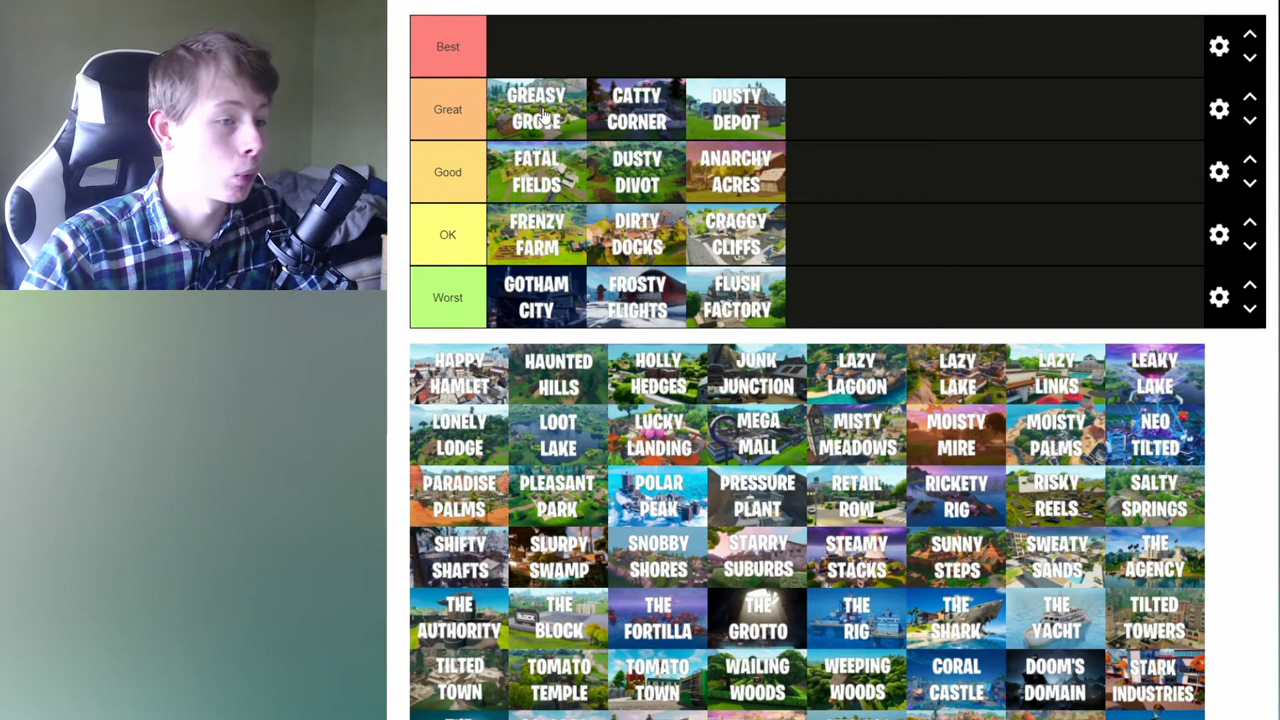 Best
Great
GREASY GROVE
CATTY CORNER
DUSTY DEPOT
Good
FATAL FIELDS
DUSTY DIVOT
ANARCHY ACRES
OK
FRENZY FARM
DIRTY DOCKS
CRAGGY CLIFFS
Worst
GOTHAM CITY
FROSTY FLIGHTS
FLUSH FACTORY
HAPPY HAMLET
HAUNTED HILLS
HOLLY HEDGES
JUNK JUNCTION
LAZY LAGOON
LAZY LAKE
LAZY LINKS
LEAKY LAKE
LONELY LODGE
LOOT LAKE
LUCKY LANDING
MEGA MALL
MISTY MEADOWS
MOISTY MIRE
MOISTY PALMS
NEO TILTED
PARADISE PALMS
PLEASANT PARK
POLAR PEAK
PRESSURE PLANT
RETAIL ROW
RICKETY RIG
RISKY REELS
SALTY SPRINGS
SHIFTY SHAFTS
SLURPY SWAMP
SNOBBY SHORES
STARRY SUBURBS
STEAMY STACKS
SUNNY STEPS
SWEATY SANDS
THE AGENCY
THE AUTHORITY
THE BLOCK
THE FORTILLA
THE GROTTO
THE RIG
THE SHARK
THE YACHT
TILTED TOWERS
TILTED TOWN
TOMATO TEMPLE
TOMATO TOWN
WAILING WOODS
WEEPING WOODS
CORAL CASTLE
DOOM'S DOMAIN
STARK INDUSTRIES